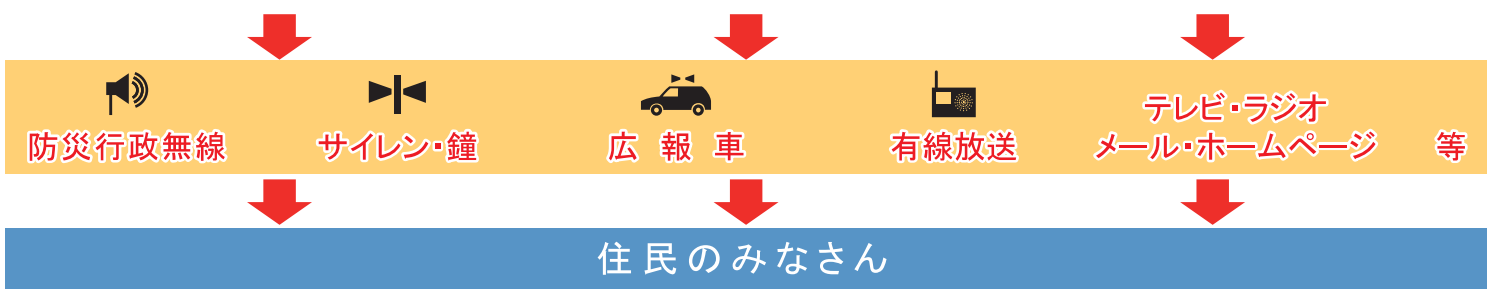 防災行政無線
サイレン・鐘
広報車
有線放送
テレビ・ラジオ
メール・ホームページ
等
住民のみなさん